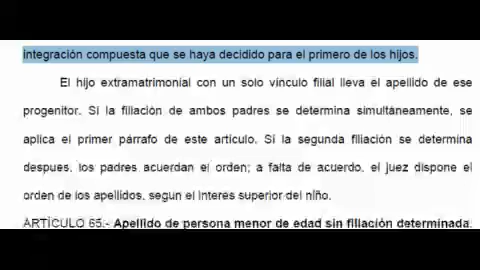 integración compuesta que se haya decidido para el primero de los hijos.
El hijo extramatrimonial con un solo vínculo filial lleva el apellido de ese
progenitor. Si la filiación de ambos padres se determina simultáneamente, se
aplica el primer párrafo de este artículo. Si la segunda filiación se determina
despues, los padres acuerdan el orden; a falta de acuerdo, el juez dispone el
orden de los apellidos, segun el interes superior del niño.
ARTÍCULO 65.- Apellido de persona menor de edad sin filiación determinada.